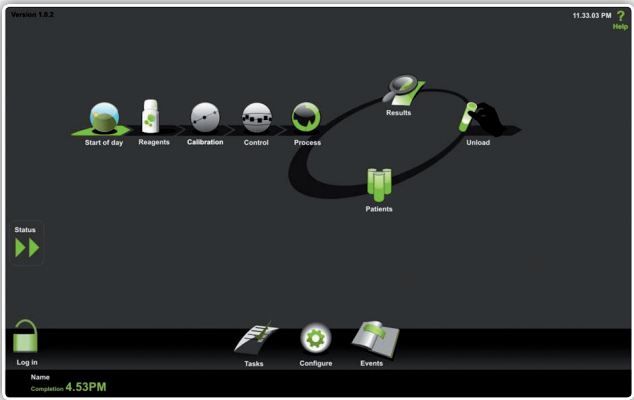 Version 1.0.2
11.33.03 PM ?
Help
Results
Start of day Reagents Calibration Control Process Unload
Patients
Status
Log in Tasks Configure Events
Name
Completion 4.53PM